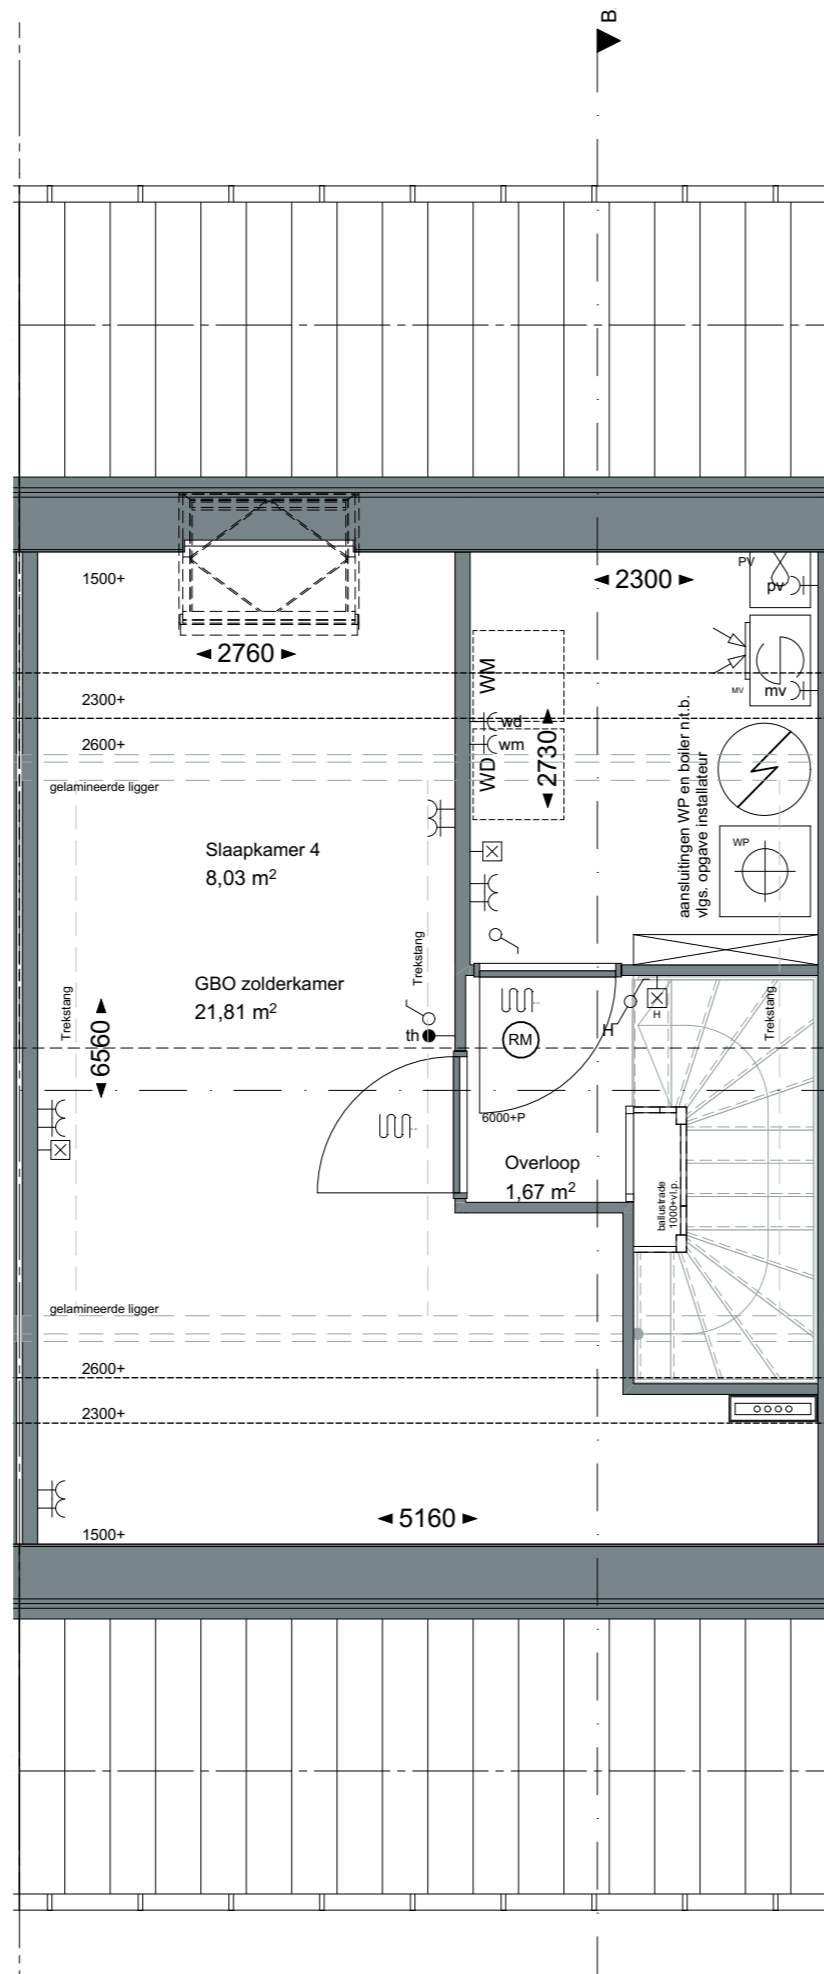 B
1500+
2760
2300
PV
pv
MV
mv
WM
wd
wm
WD
2730
2300+
2600+
gelamineerde ligger
aansluitingen WP en boiler n.t.b.
vlgs. opgave installateur
WP
Slaapkamer 4
8,03 m²
GBO zolderkamer
21,81 m²
Trekstang
Trekstang
Trekstang
6560
th
RM
H
H
6000+P
Overloop
1,67 m²
ballustrade
1000+vl.p.
gelamineerde ligger
2600+
2300+
5160
1500+